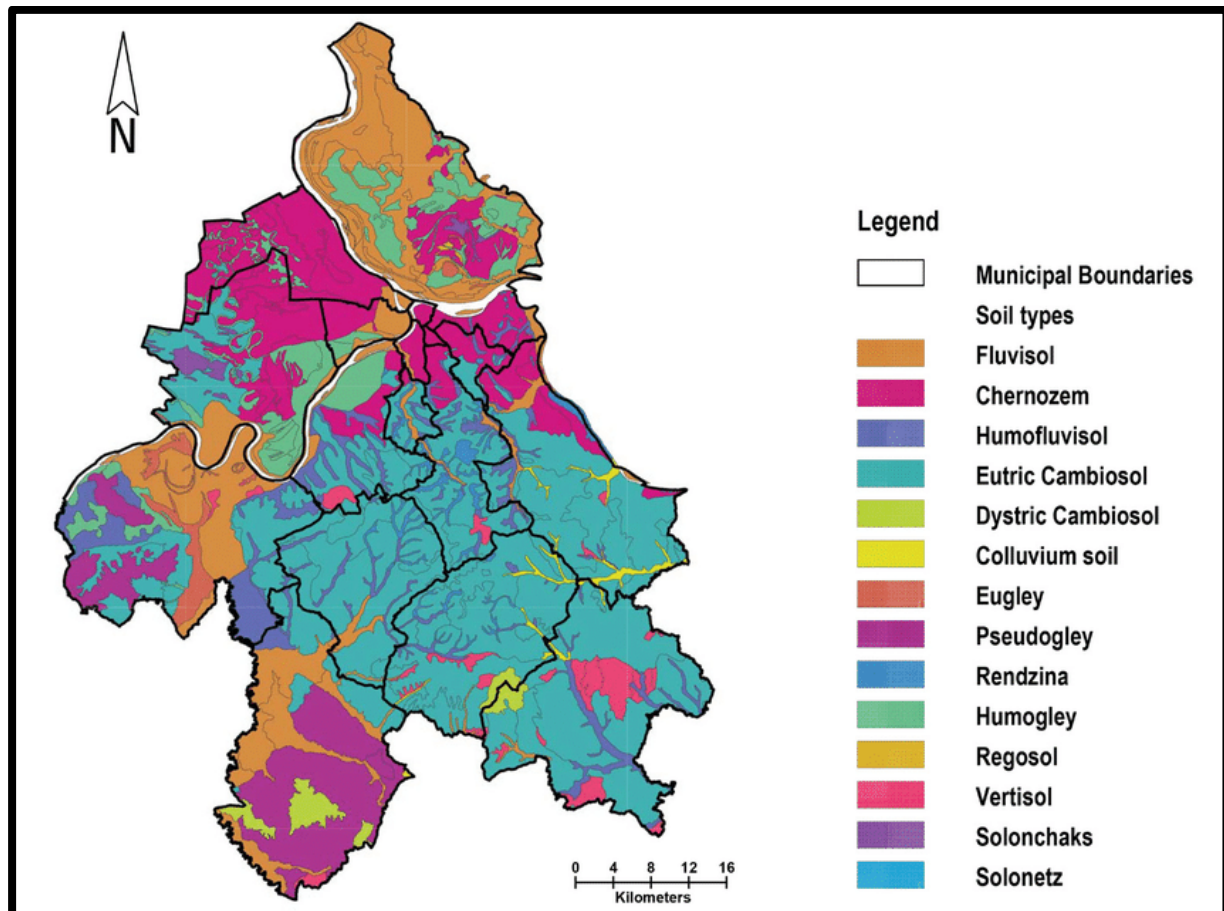 N
Legend
Municipal Boundaries
Soil types
Fluvisol
Chernozem
Humofluvisol
Eutric Cambiosol
Dystric Cambiosol
Colluvium soil
Eugley
Pseudogley
Rendzina
Humogley
Regosol
Vertisol
Solonchaks
Solonetz
0 4 8 12 16
Kilometers